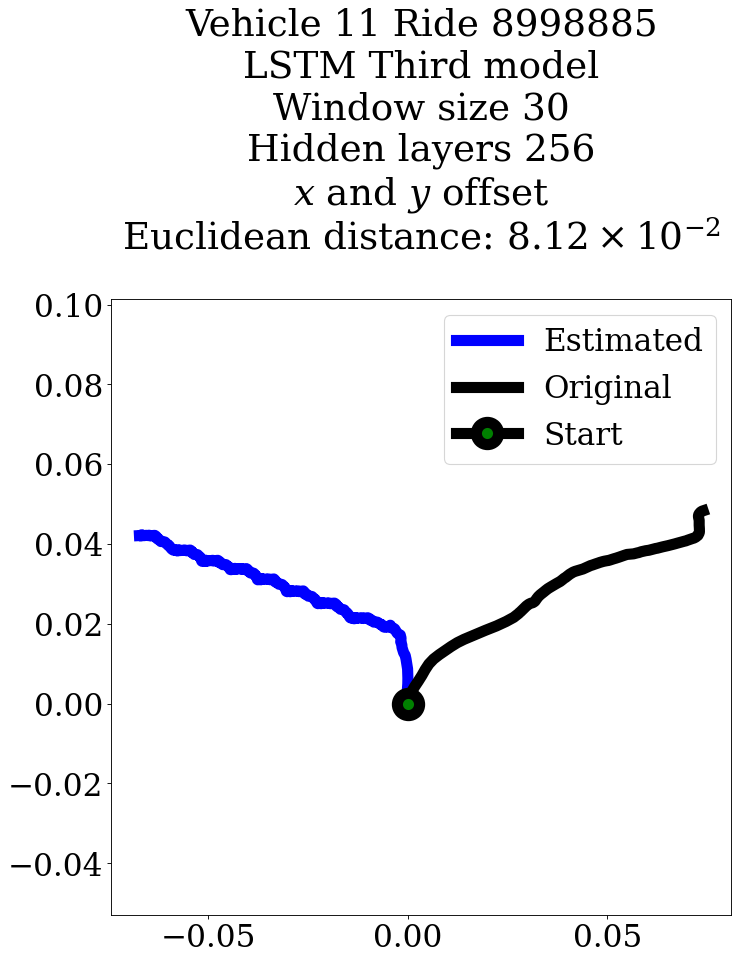 Vehicle 11 Ride 8998885
LSTM Third model
Window size 30
Hidden layers 256
x and y offset
Euclidean distance: 8.12 × 10⁻²
0.10
0.08
0.06
0.04
0.02
0.00
−0.02
−0.04
Estimated
Original
Start
−0.05
0.00
0.05